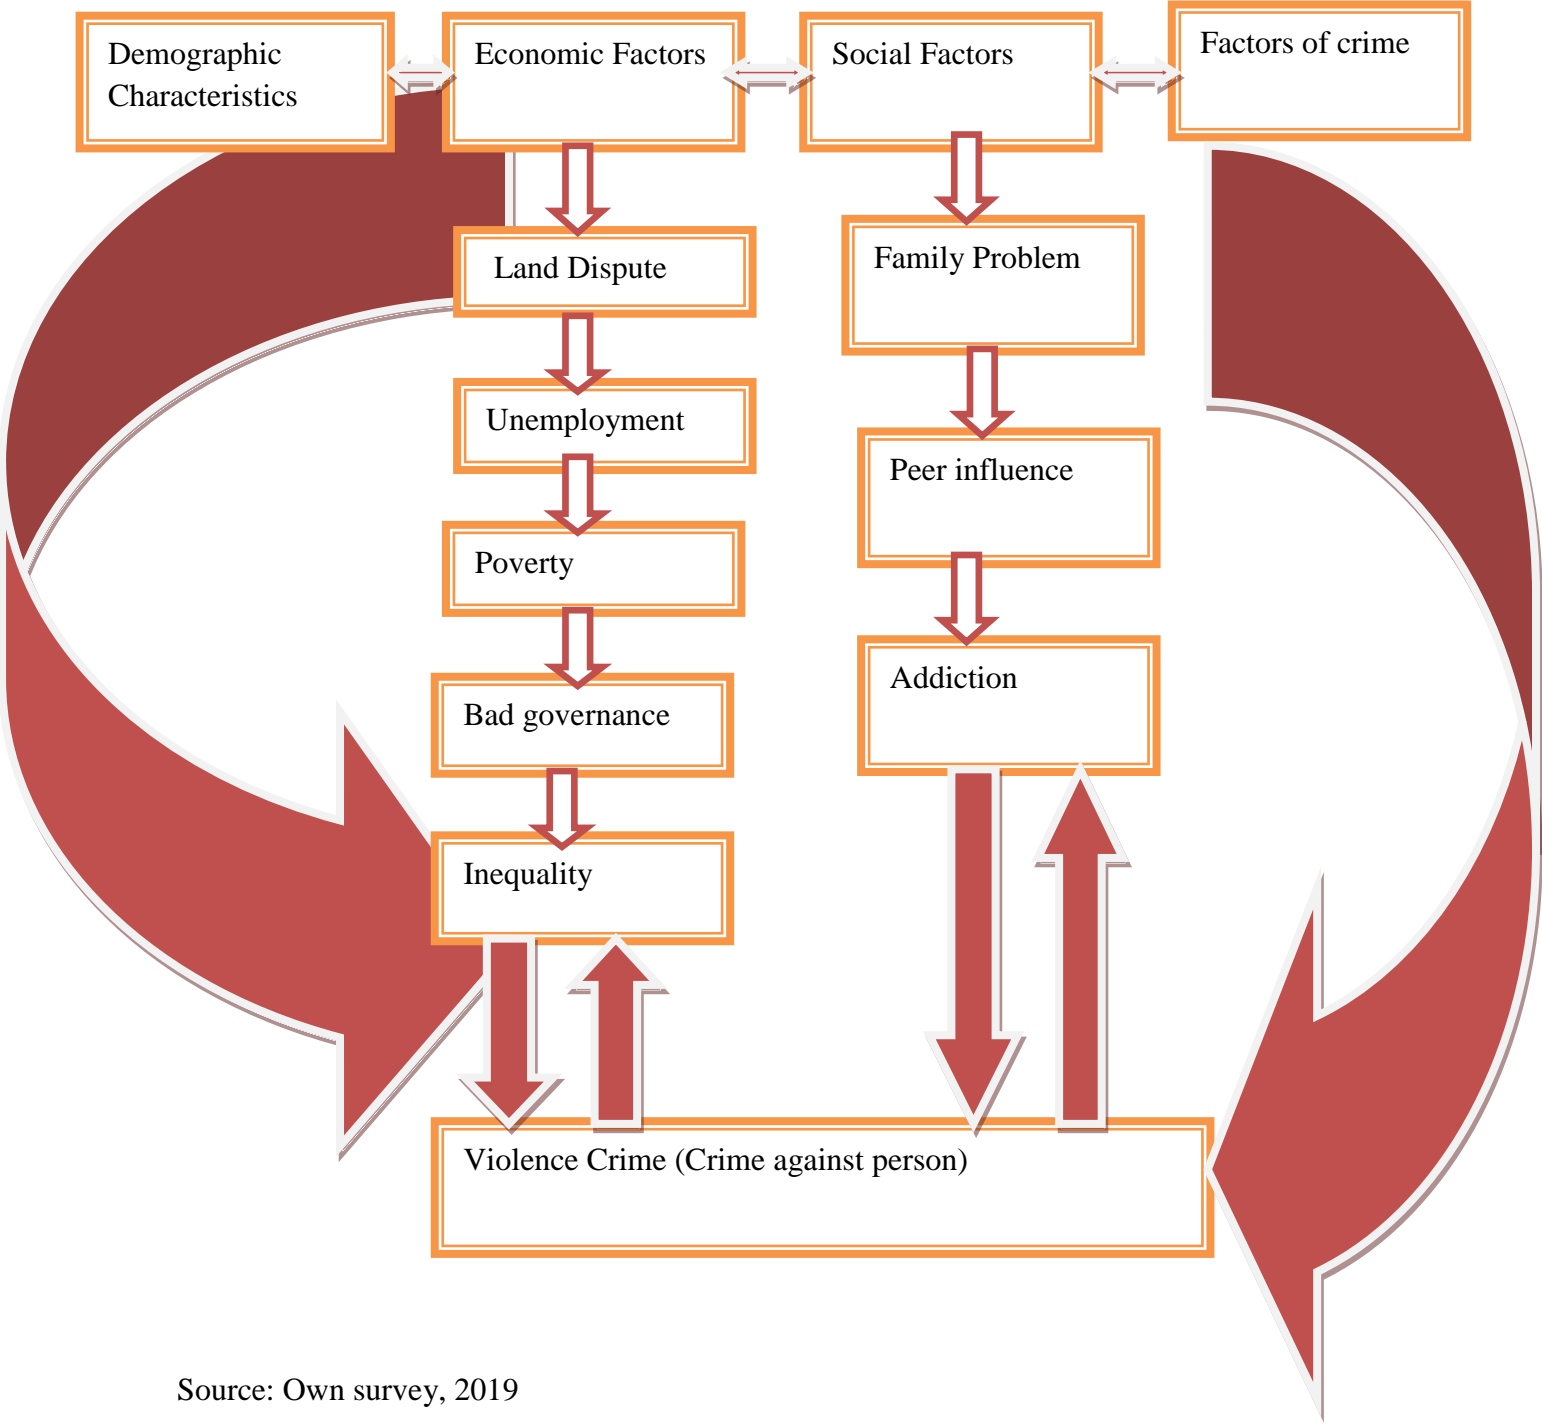 Demographic
Characteristics
Economic Factors
Social Factors
Factors of crime
Land Dispute
Unemployment
Poverty
Bad governance
Inequality
Family Problem
Peer influence
Addiction
Violence Crime (Crime against person)
Source: Own survey, 2019